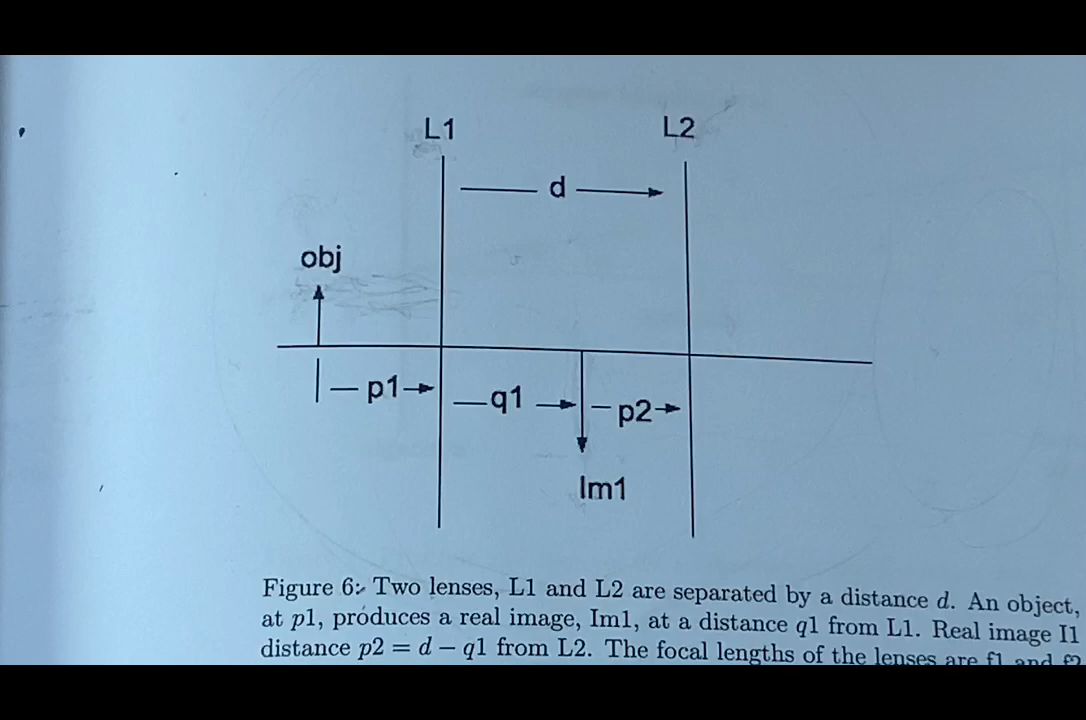 L1 L2
d
obj
p1
q1
p2
Im1
Figure 6:- Two lenses, L1 and L2 are separated by a distance d. An object,
at p1, produces a real image, Im1, at a distance q1 from L1. Real image I1
distance p2 = d − q1 from L2. The focal lengths of the lenses are f1 and f2